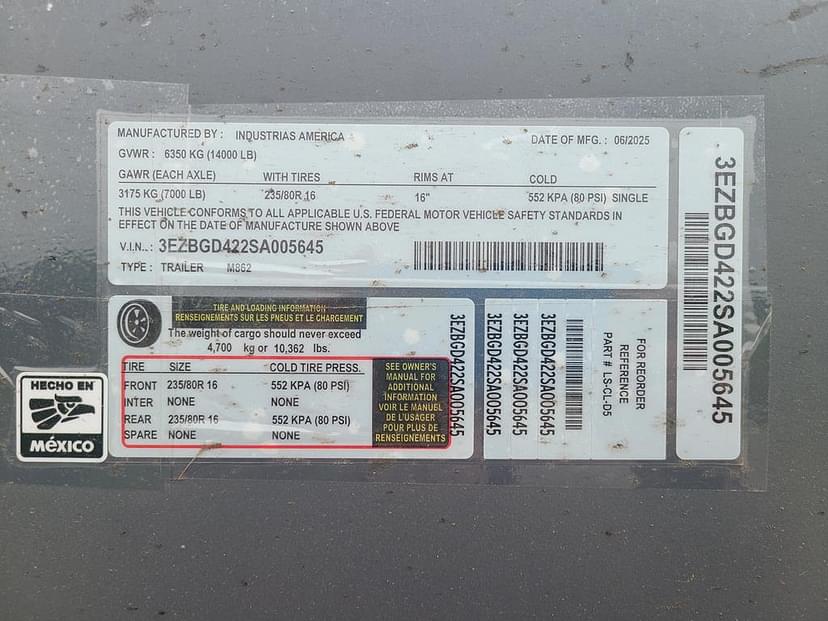 MANUFACTURED BY : INDUSTRIAS AMERICA DATE OF MFG. : 06/2025
GVWR : 6350 KG (14000 LB)
GAWR (EACH AXLE) WITH TIRES RIMS AT COLD
3175 KG (7000 LB) 235/80R 16 16" 552 KPA (80 PSI) SINGLE
THIS VEHICLE CONFORMS TO ALL APPLICABLE U.S. FEDERAL MOTOR VEHICLE SAFETY STANDARDS IN
EFFECT ON THE DATE OF MANUFACTURE SHOWN ABOVE
V.I.N.. : 3EZBGD422SA005645
TYPE : TRAILER M862
3EZBGD422SA005645
TIRE AND LOADING INFORMATION
RENSEIGNEMENTS SUR LES PNEUS ET LE CHARGEMENT
The weight of cargo should never exceed
4,700 kg or 10,362 lbs.
TIRE SIZE COLD TIRE PRESS.
FRONT 235/80R 16 552 KPA (80 PSI)
INTER NONE NONE
REAR 235/80R 16 552 KPA (80 PSI)
SPARE NONE NONE
SEE OWNER'S
MANUAL FOR
ADDITIONAL
INFORMATION
VOIR LE MANUEL
DE L'USAGER
POUR PLUS DE
RENSEIGNEMENTS
3EZBGD422SA005645
3EZBGD422SA005645
3EZBGD422SA005645
3EZBGD422SA005645
FOR REORDER
REFERENCE
PART # LS-CL-D5
HECHO EN
MéXICO